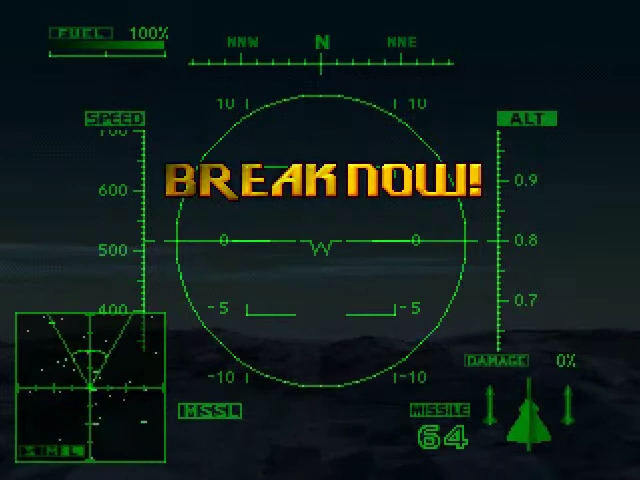 FUEL 100%
NNW N NNE
10 10
SPEED ALT
700
BREAK NOW!
600 0.9
500 0 0 0.8
-5 -5 0.7
400
DAMAGE 0%
-10 -10
MSSL MISSILE
64